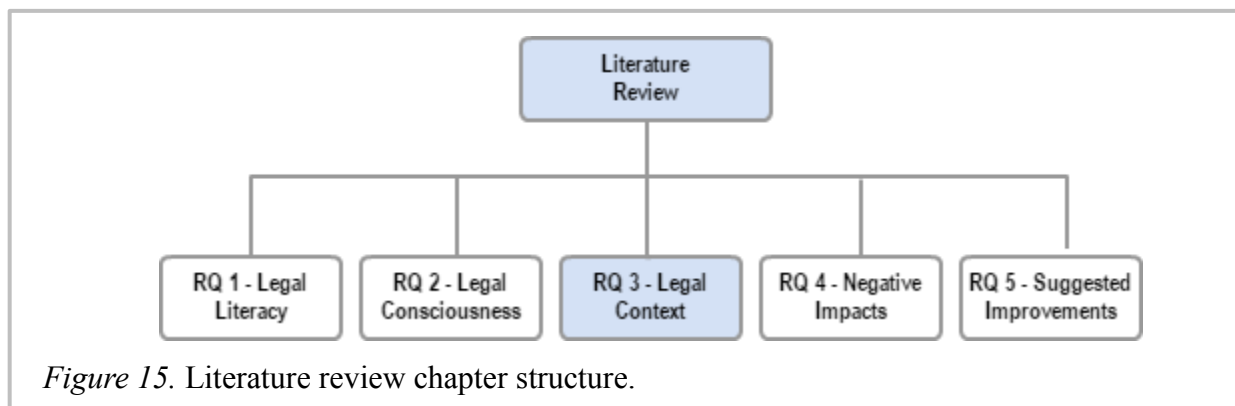 Literature
Review
RQ 1 - Legal
Literacy
RQ 2 - Legal
Consciousness
RQ 3 - Legal
Context
RQ 4 - Negative
Impacts
RQ 5 - Suggested
Improvements
Figure 15. Literature review chapter structure.